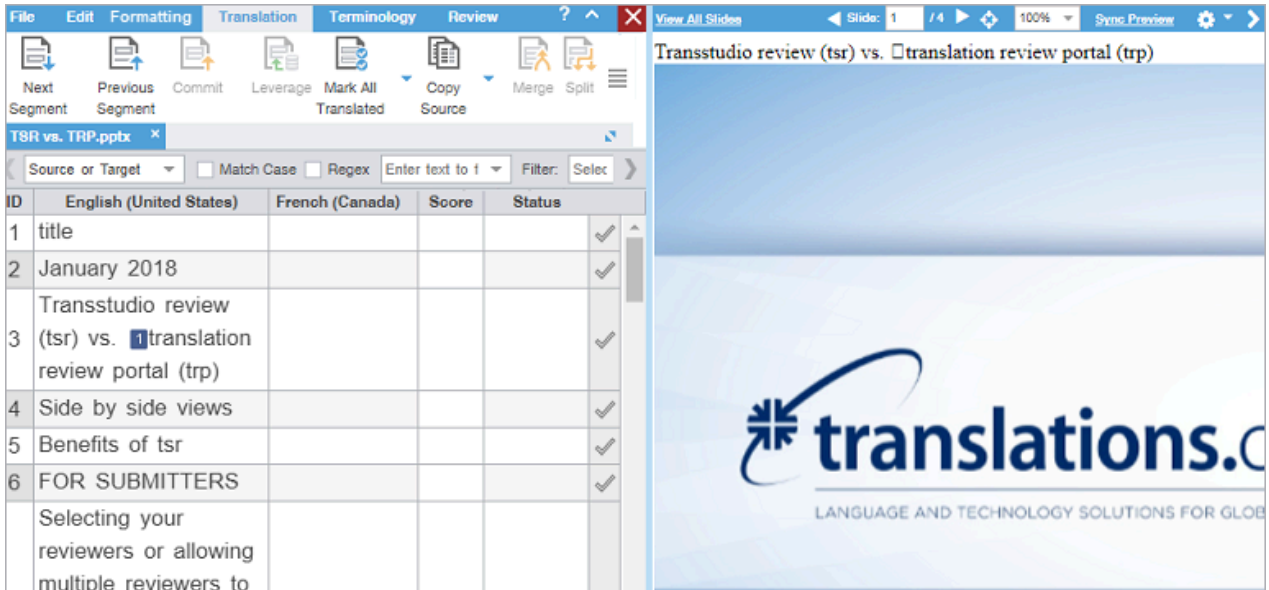 File Edit Formatting Translation Terminology Review ?
Next Segment
Previous Segment
Commit
Leverage
Mark All Translated
Copy Source
Merge
Split
TSR vs. TRP.pptx ×
Source or Target Match Case Regex Enter text to f Filter: Selec
ID English (United States) French (Canada) Score Status
1 title
2 January 2018
3 Transstudio review
(tsr) vs. 1translation
review portal (trp)
4 Side by side views
5 Benefits of tsr
6 FOR SUBMITTERS
Selecting your
reviewers or allowing
multiple reviewers to
View All Slides Slide: 1 / 4 100% Sync Preview
Transstudio review (tsr) vs. □translation review portal (trp)
translations.c
LANGUAGE AND TECHNOLOGY SOLUTIONS FOR GLOB